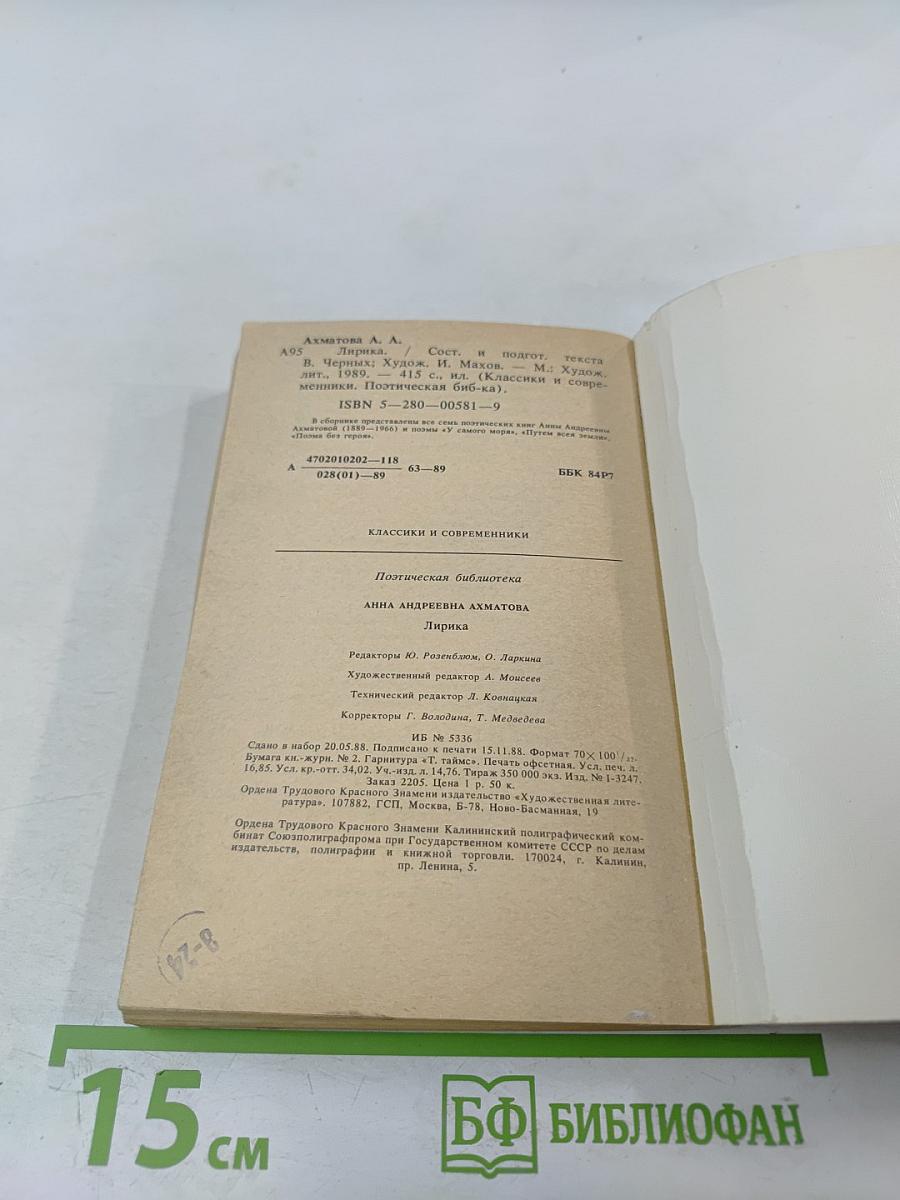 Ахматова А. А.
А95 Лирика. / Сост. и подгот. текста
В. Черных; Худож. И. Махов. — М.: Худож.
лит., 1989. — 415 с., ил. (Классики и совре-
менники. Поэтическая биб-ка).
ISBN 5—280—00581—9
В сборнике представлены все семь поэтических книг Анны Андреевны
Ахматовой (1889—1966) и поэмы «У самого моря», «Путем всея земли»,
«Поэма без героя».
А 4702010202—118 63—89
028(01)—89
ББК 84Р7
КЛАССИКИ И СОВРЕМЕННИКИ
Поэтическая библиотека
АННА АНДРЕЕВНА АХМАТОВА
Лирика
Редакторы Ю. Розенблюм, О. Ларкина
Художественный редактор А. Моисеев
Технический редактор Л. Ковнацкая
Корректоры Г. Володина, Т. Медведева
ИБ № 5336
Сдано в набор 20.05.88. Подписано к печати 15.11.88. Формат 70×100¹/₃₂.
Бумага кн.-журн. № 2. Гарнитура «Т. таймс». Печать офсетная. Усл. печ. л.
16,85. Усл. кр.-отт. 34,02. Уч.-изд. л. 14,76. Тираж 350 000 экз. Изд. № I-3247.
Заказ 2205. Цена 1 р. 50 к.
Ордена Трудового Красного Знамени издательство «Художественная лите-
ратура». 107882, ГСП, Москва, Б-78, Ново-Басманная, 19
Ордена Трудового Красного Знамени Калининский полиграфический ком-
бинат Союзполиграфпрома при Государственном комитете СССР по делам
издательств, полиграфии и книжной торговли. 170024, г. Калинин,
пр. Ленина, 5.
15 см
БФ БИБЛИОФАН